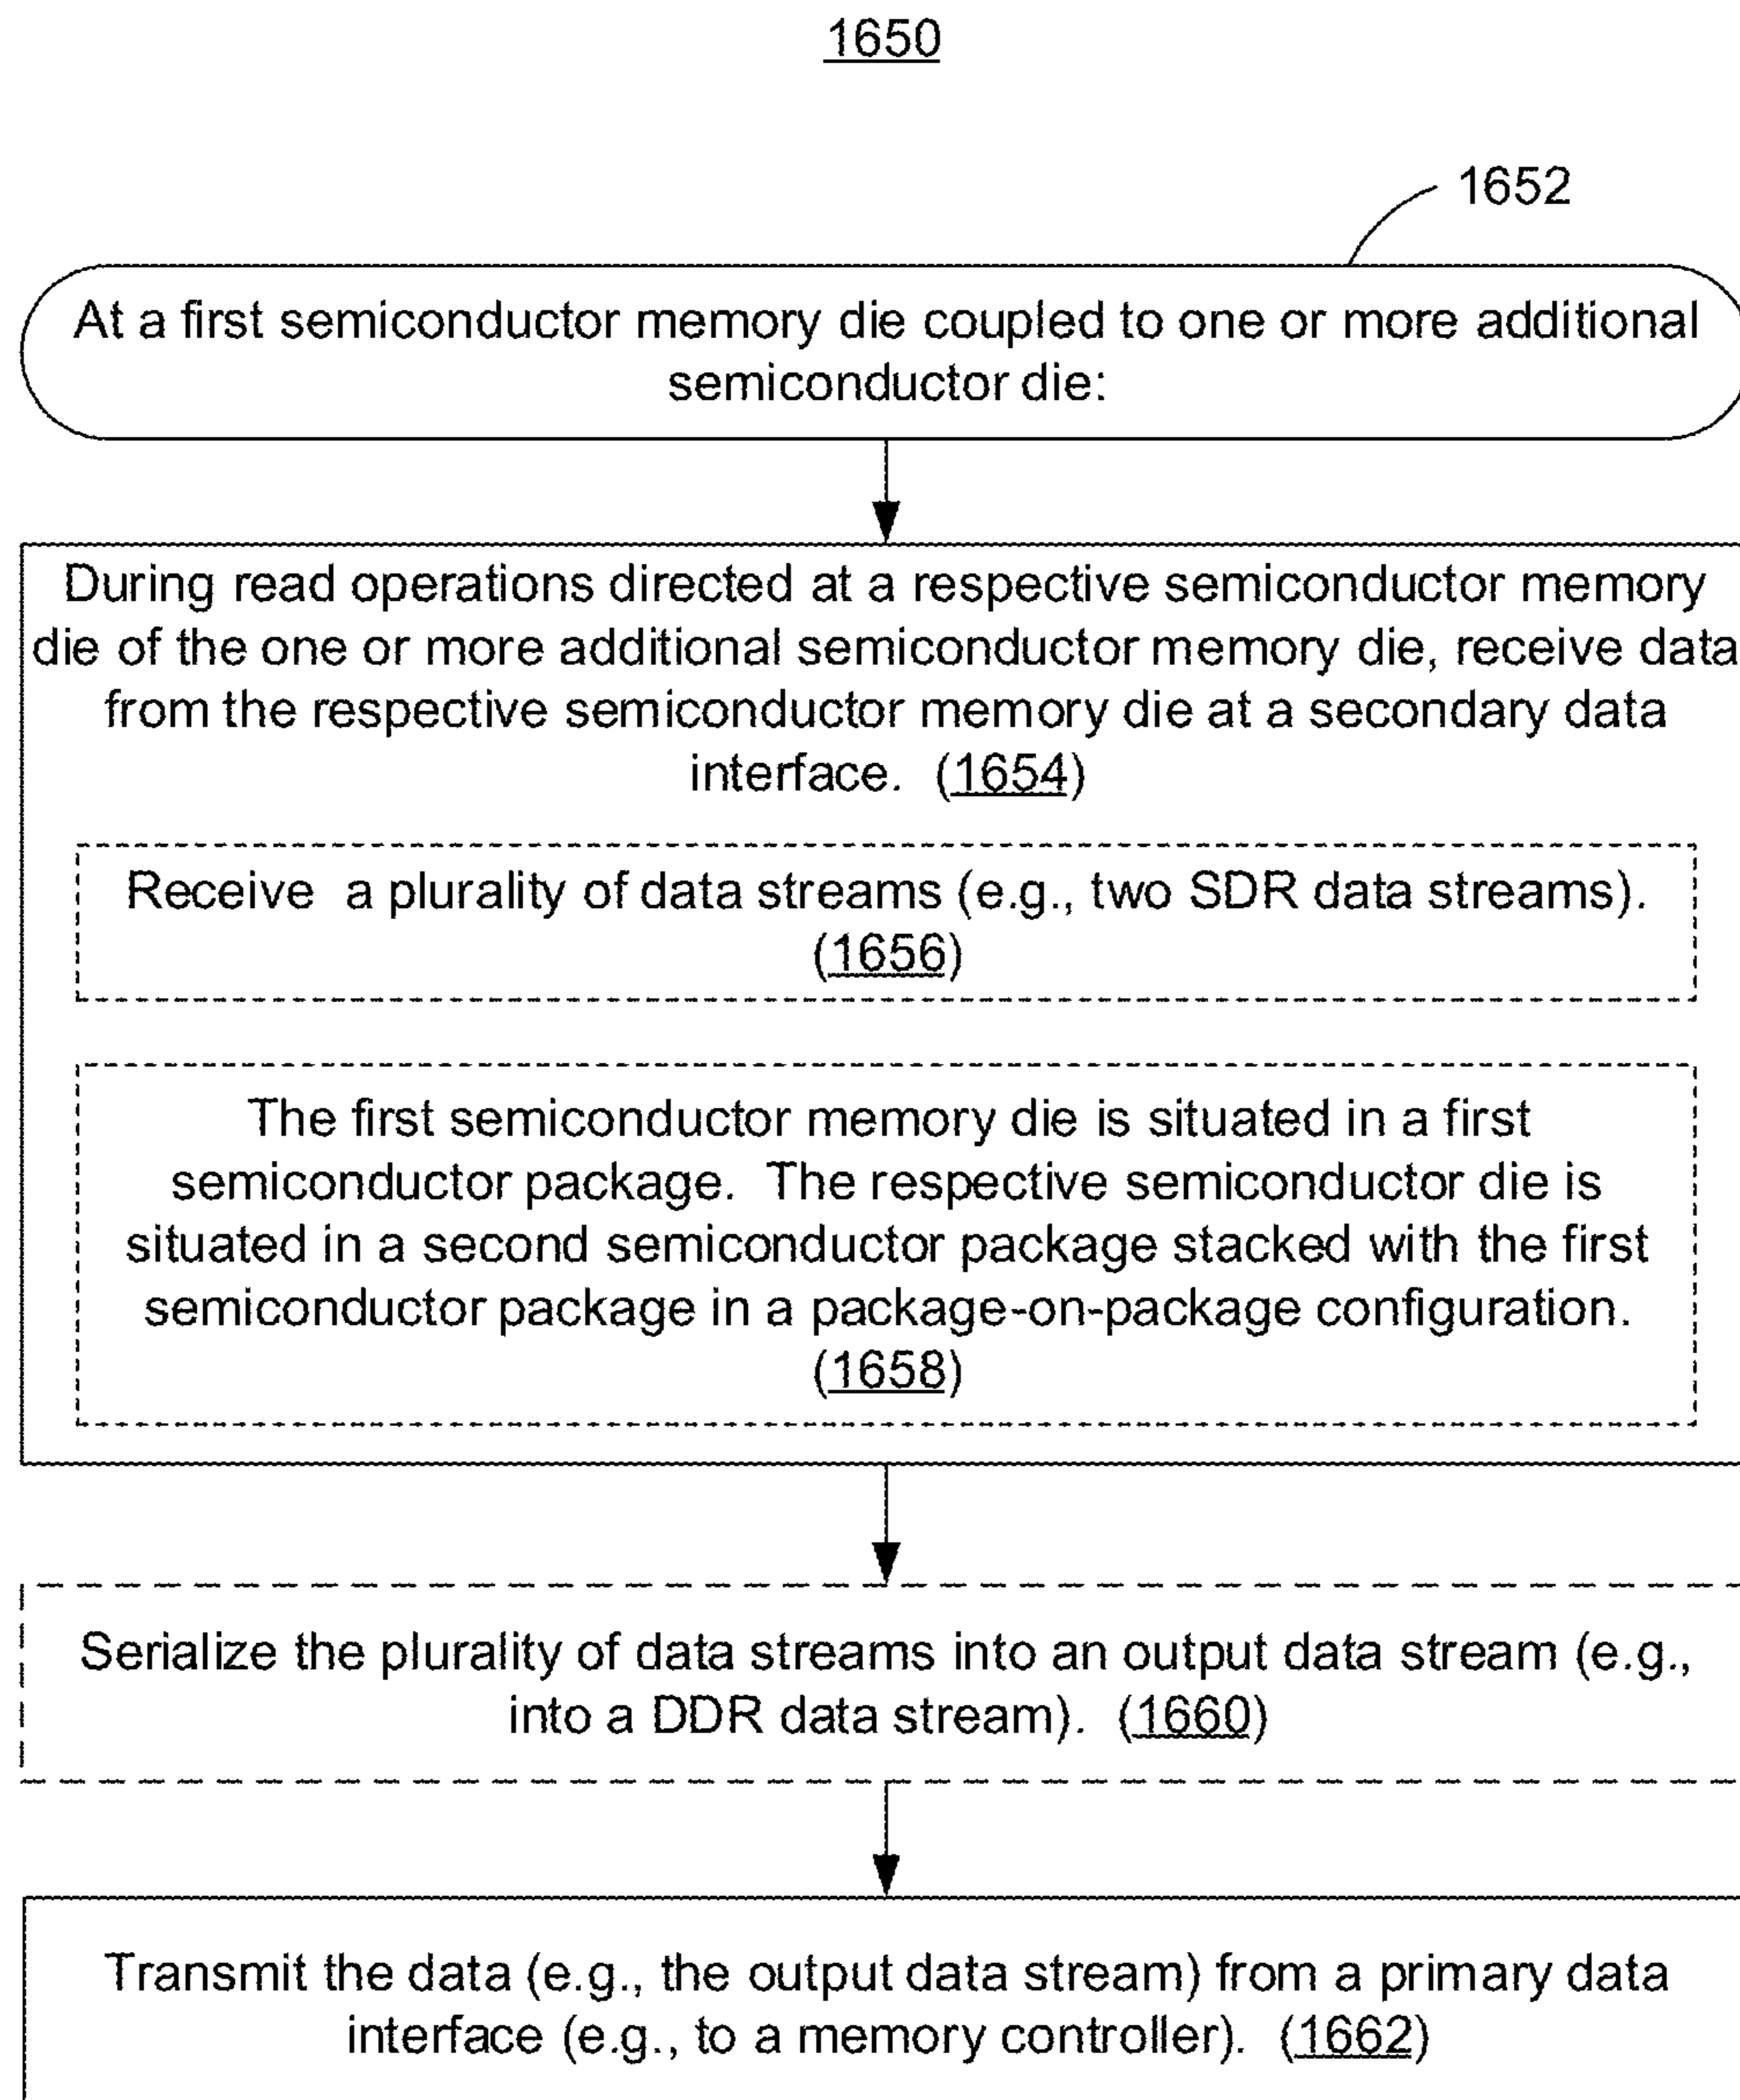 1650
1652
At a first semiconductor memory die coupled to one or more additional
semiconductor die:
During read operations directed at a respective semiconductor memory
die of the one or more additional semiconductor memory die, receive data
from the respective semiconductor memory die at a secondary data
interface. (1654)
Receive a plurality of data streams (e.g., two SDR data streams).
(1656)
The first semiconductor memory die is situated in a first
semiconductor package. The respective semiconductor die is
situated in a second semiconductor package stacked with the first
semiconductor package in a package-on-package configuration.
(1658)
Serialize the plurality of data streams into an output data stream (e.g.,
into a DDR data stream). (1660)
Transmit the data (e.g., the output data stream) from a primary data
interface (e.g., to a memory controller). (1662)